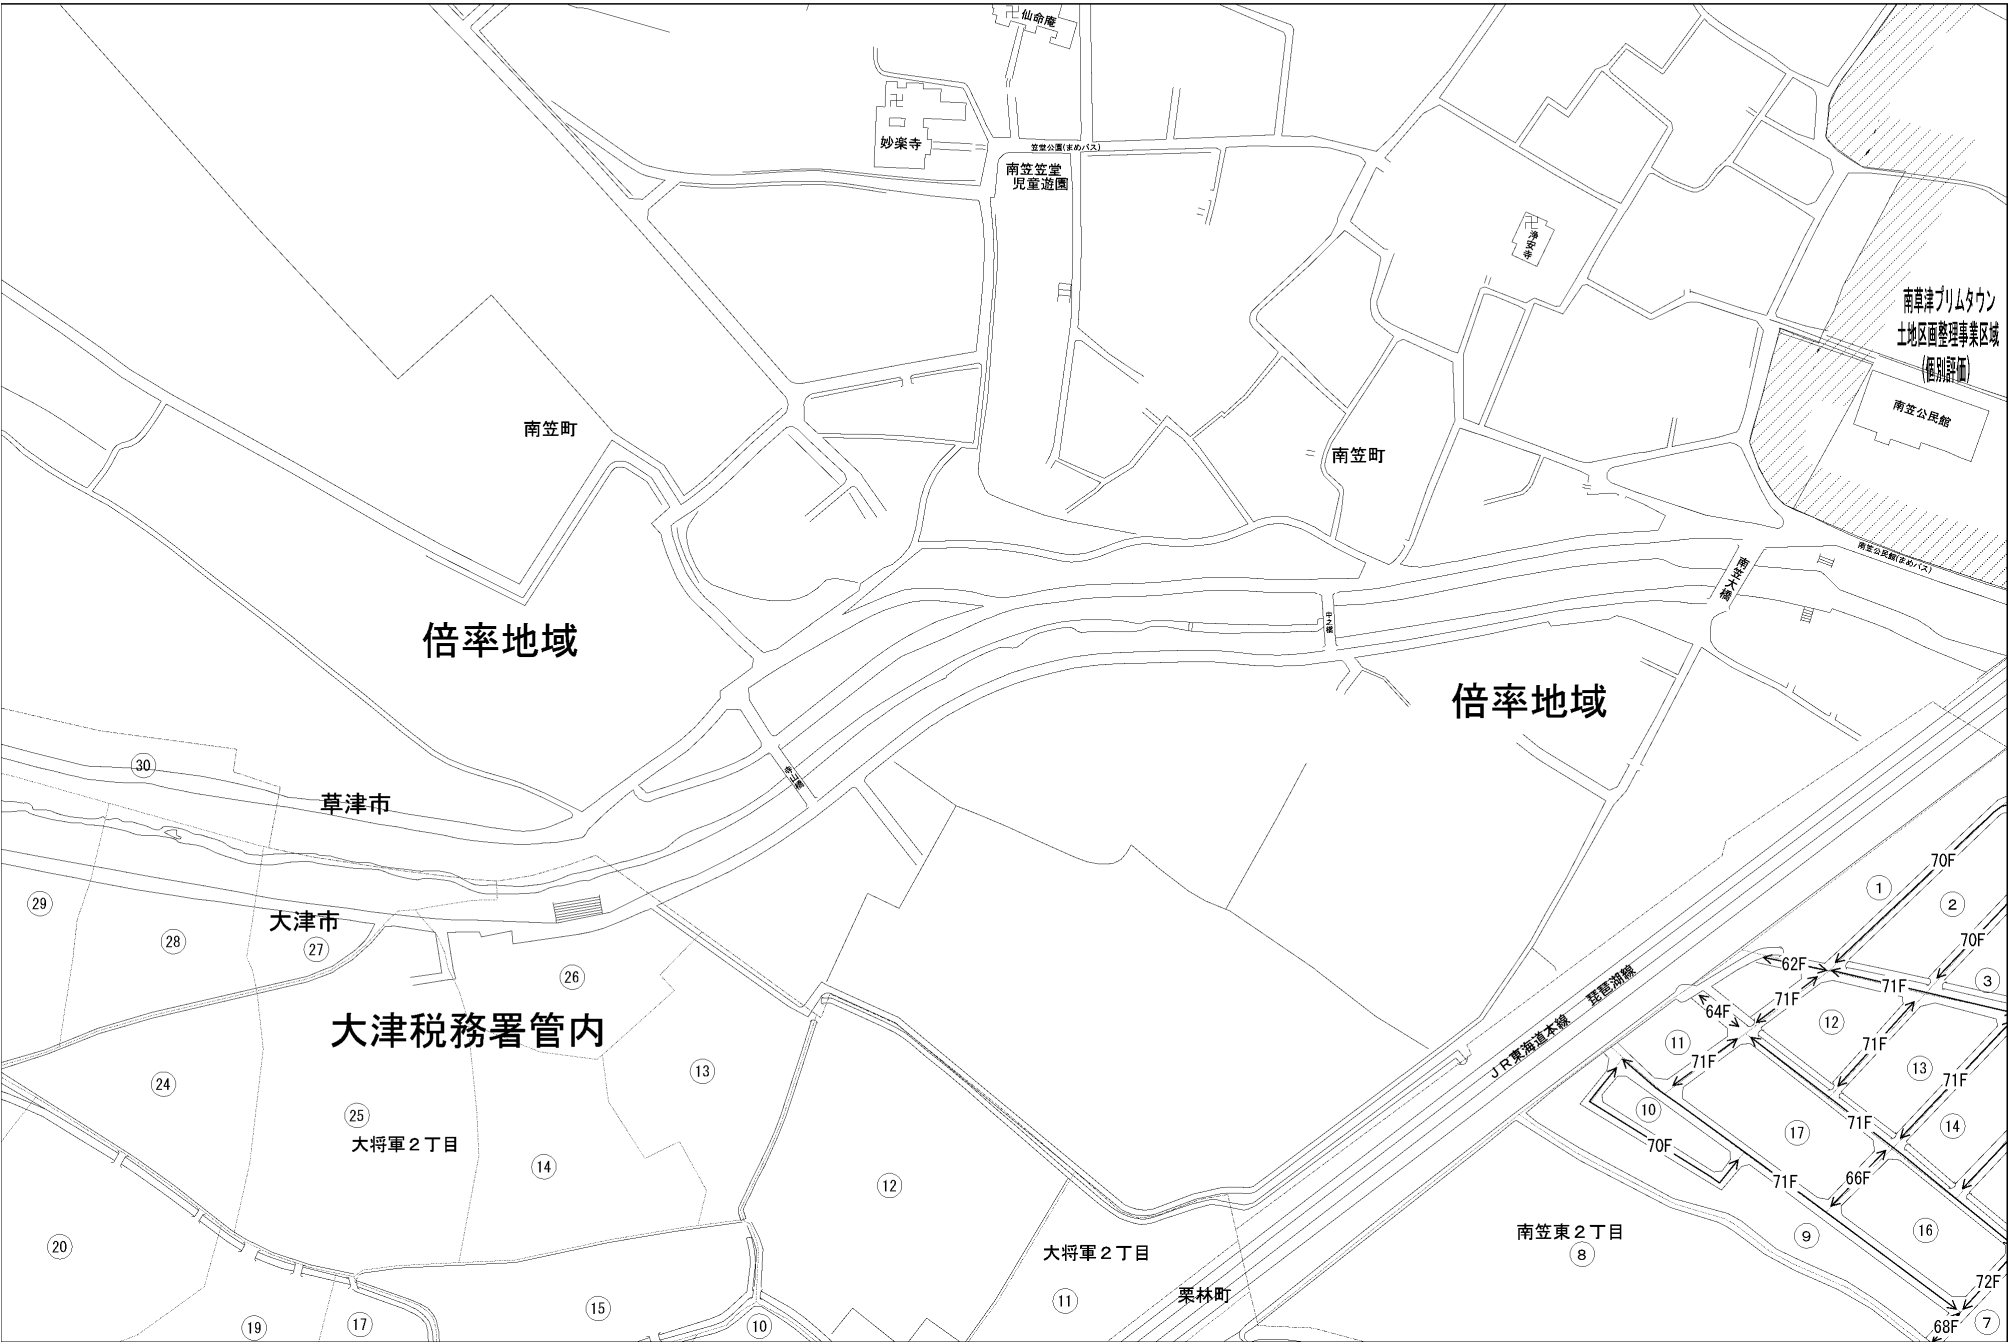 仙命庵
妙楽寺
笠堂公園(まめバス)
南笠笠堂
児童遊園
浄安寺
南草津プリムタウン
土地区画整理事業区域
(個別評価)
南笠公民館
南笠町
南笠町
南笠公民館(まめバス)
南笠大橋
中之橋
倍率地域
倍率地域
30
草津市
29
28
大津市
27
26
大津税務署管内
24
25
大将軍2丁目
13
14
12
20
19
17
15
10
大将軍2丁目
11
栗林町
JR東海道本線
琵琶湖線
南笠東2丁目
8
1
70F
2
70F
3
62F
71F
71F
64F
12
11
71F
71F
13
71F
10
70F
17
71F
14
71F
66F
9
16
72F
68F
7